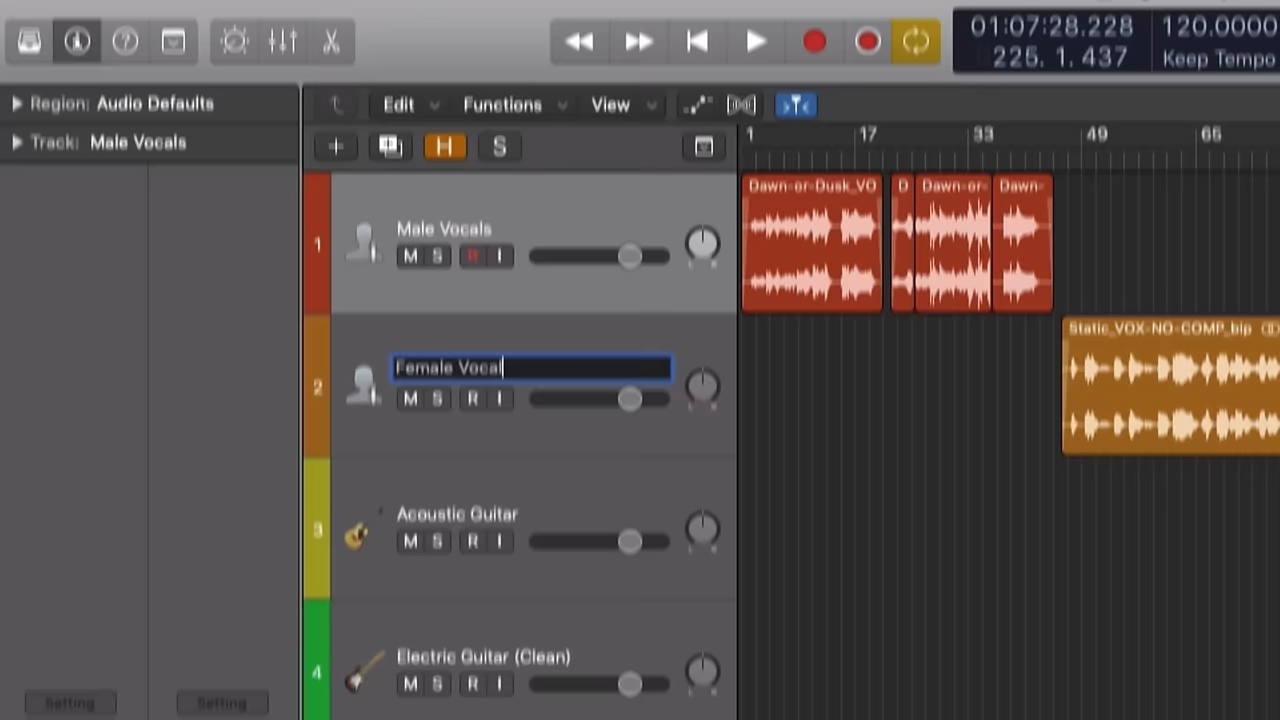 01:07:28.228 120.0000
225. 1. 437 Keep Tempo
Region: Audio Defaults
Edit Functions View
Track: Male Vocals
H S
1 17 33 49 65
Dawn-or-Dusk_VO D Dawn-or- Dawn-
1 Male Vocals
M S R I
L R
Static_VOX-NO-COMP_bip
2 Female Vocal
M S R I
L R
3 Acoustic Guitar
M S R I
L R
4 Electric Guitar (Clean)
M S R I
L R
Setting Setting